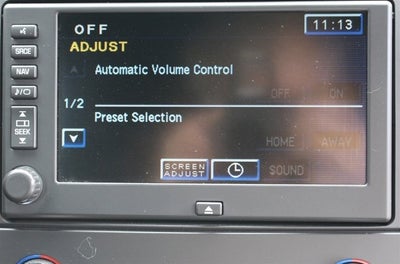 OFF
11:13
ADJUST
Automatic Volume Control
OFF ON
1/2
Preset Selection
HOME AWAY
SCREEN
ADJUST
SOUND
SRCE
NAV
SEEK